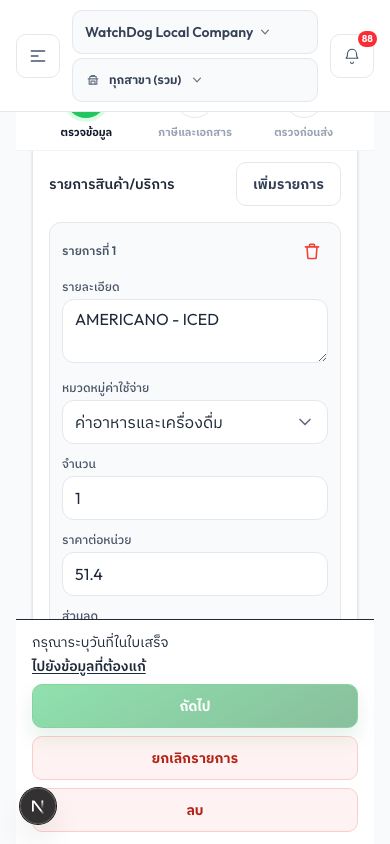 WatchDog Local Company
88
ทุกสาขา (รวม)
ตรวจข้อมูล
ภาษีและเอกสาร
ตรวจก่อนส่ง
รายการสินค้า/บริการ
เพิ่มรายการ
รายการที่ 1
รายละเอียด
AMERICANO - ICED
หมวดหมู่ค่าใช้จ่าย
ค่าอาหารและเครื่องดื่ม
จำนวน
1
ราคาต่อหน่วย
51.4
ส่วนลด
กรุณาระบุวันที่ในใบเสร็จ
ไปยังข้อมูลที่ต้องแก้
ถัดไป
ยกเลิกรายการ
ลบ
N